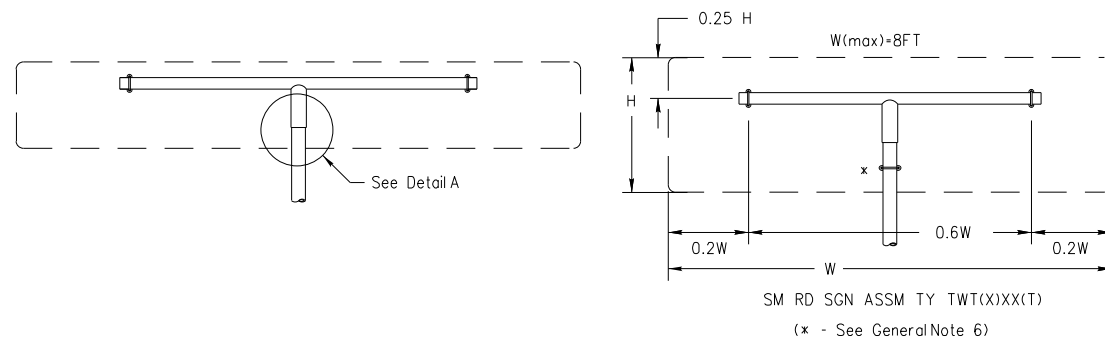 See Detail A
0.25 H
W(max)=8FT
H
*
0.2W
0.6W
0.2W
W
SM RD SGN ASSM TY TWT(X)XX(T)
(* - See General Note 6)